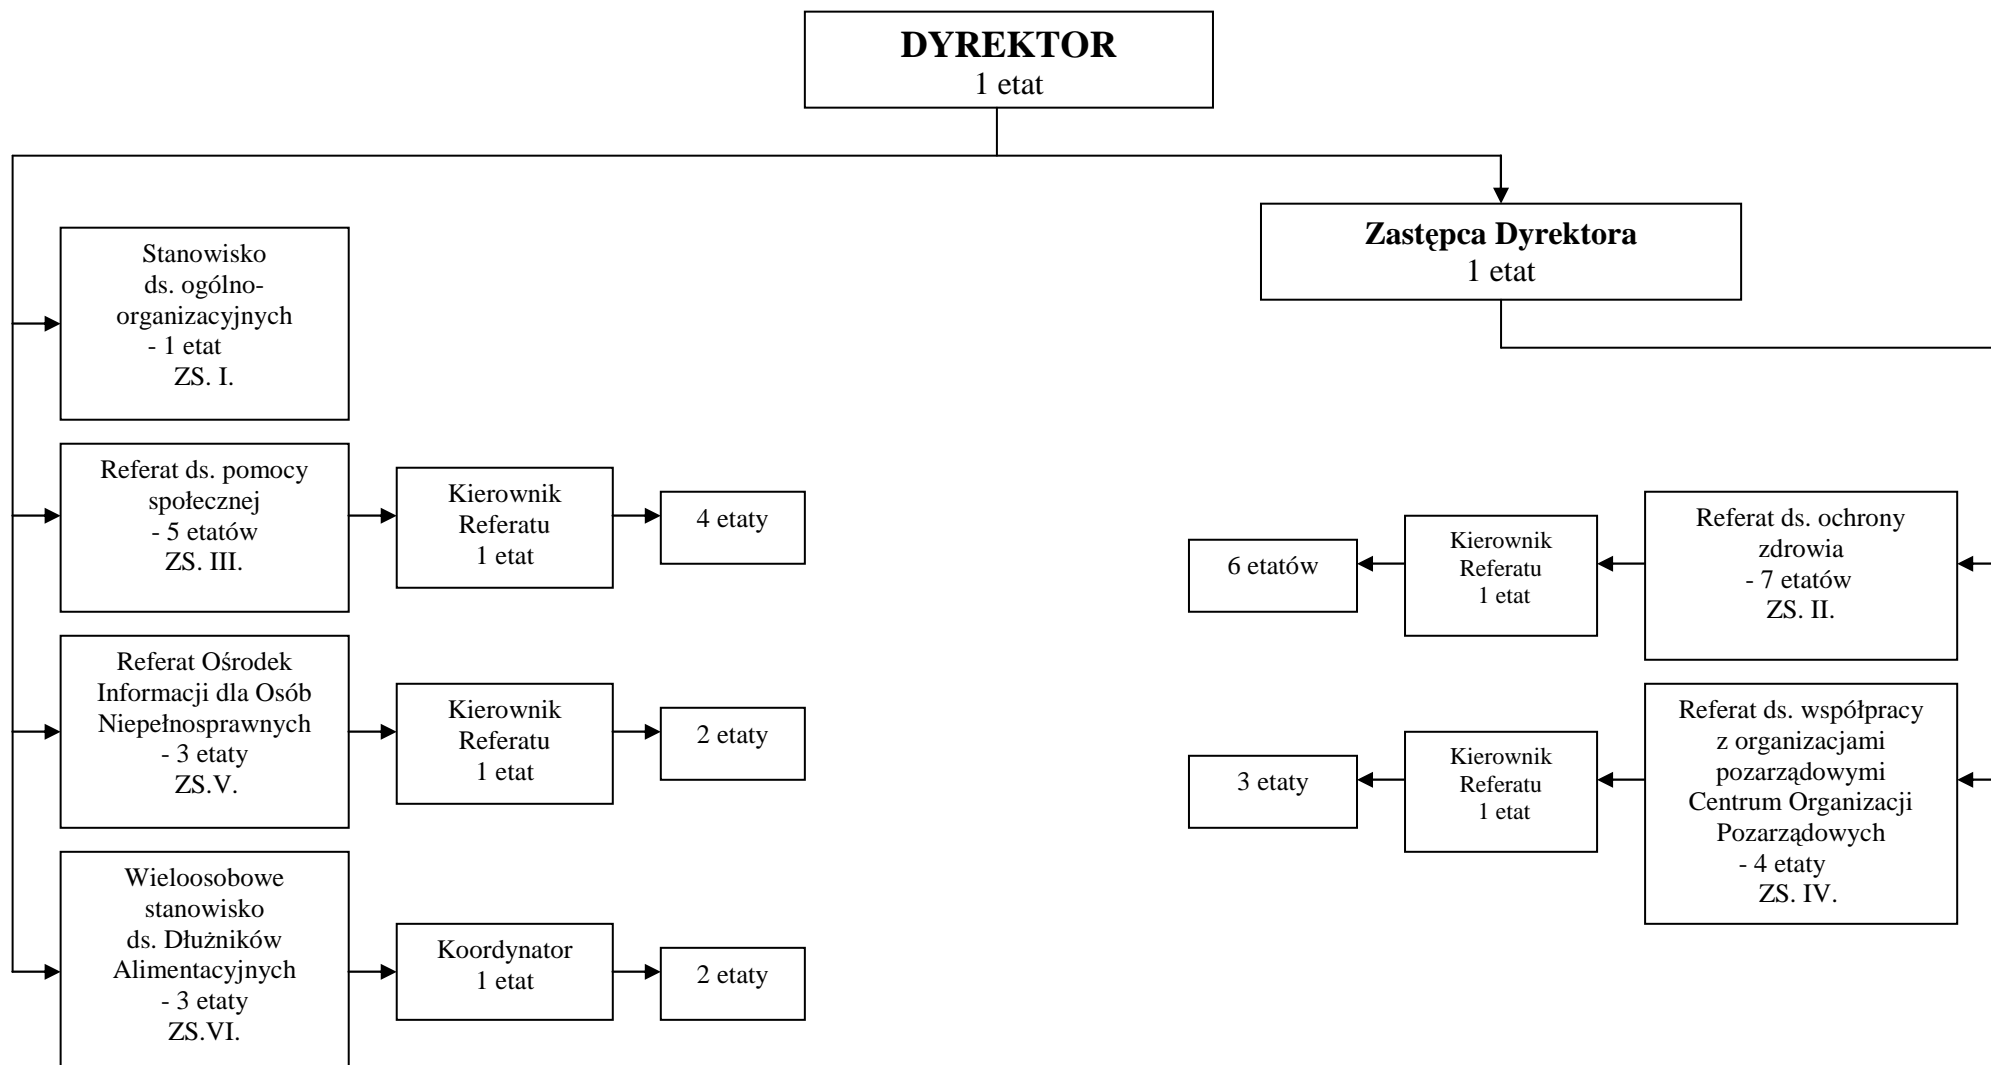 DYREKTOR
1 etat
Zastępca Dyrektora
1 etat
Stanowisko
ds. ogólno-
organizacyjnych
- 1 etat
ZS. I.
Referat ds. pomocy
społecznej
- 5 etatów
ZS. III.
Kierownik
Referatu
1 etat
4 etaty
Referat Ośrodek
Informacji dla Osób
Niepełnosprawnych
- 3 etaty
ZS.V.
Kierownik
Referatu
1 etat
2 etaty
Wieloosobowe
stanowisko
ds. Dłużników
Alimentacyjnych
- 3 etaty
ZS.VI.
Koordynator
1 etat
2 etaty
Referat ds. ochrony
zdrowia
- 7 etatów
ZS. II.
Kierownik
Referatu
1 etat
6 etatów
Referat ds. współpracy
z organizacjami
pozarządowymi
Centrum Organizacji
Pozarządowych
- 4 etaty
ZS. IV.
Kierownik
Referatu
1 etat
3 etaty